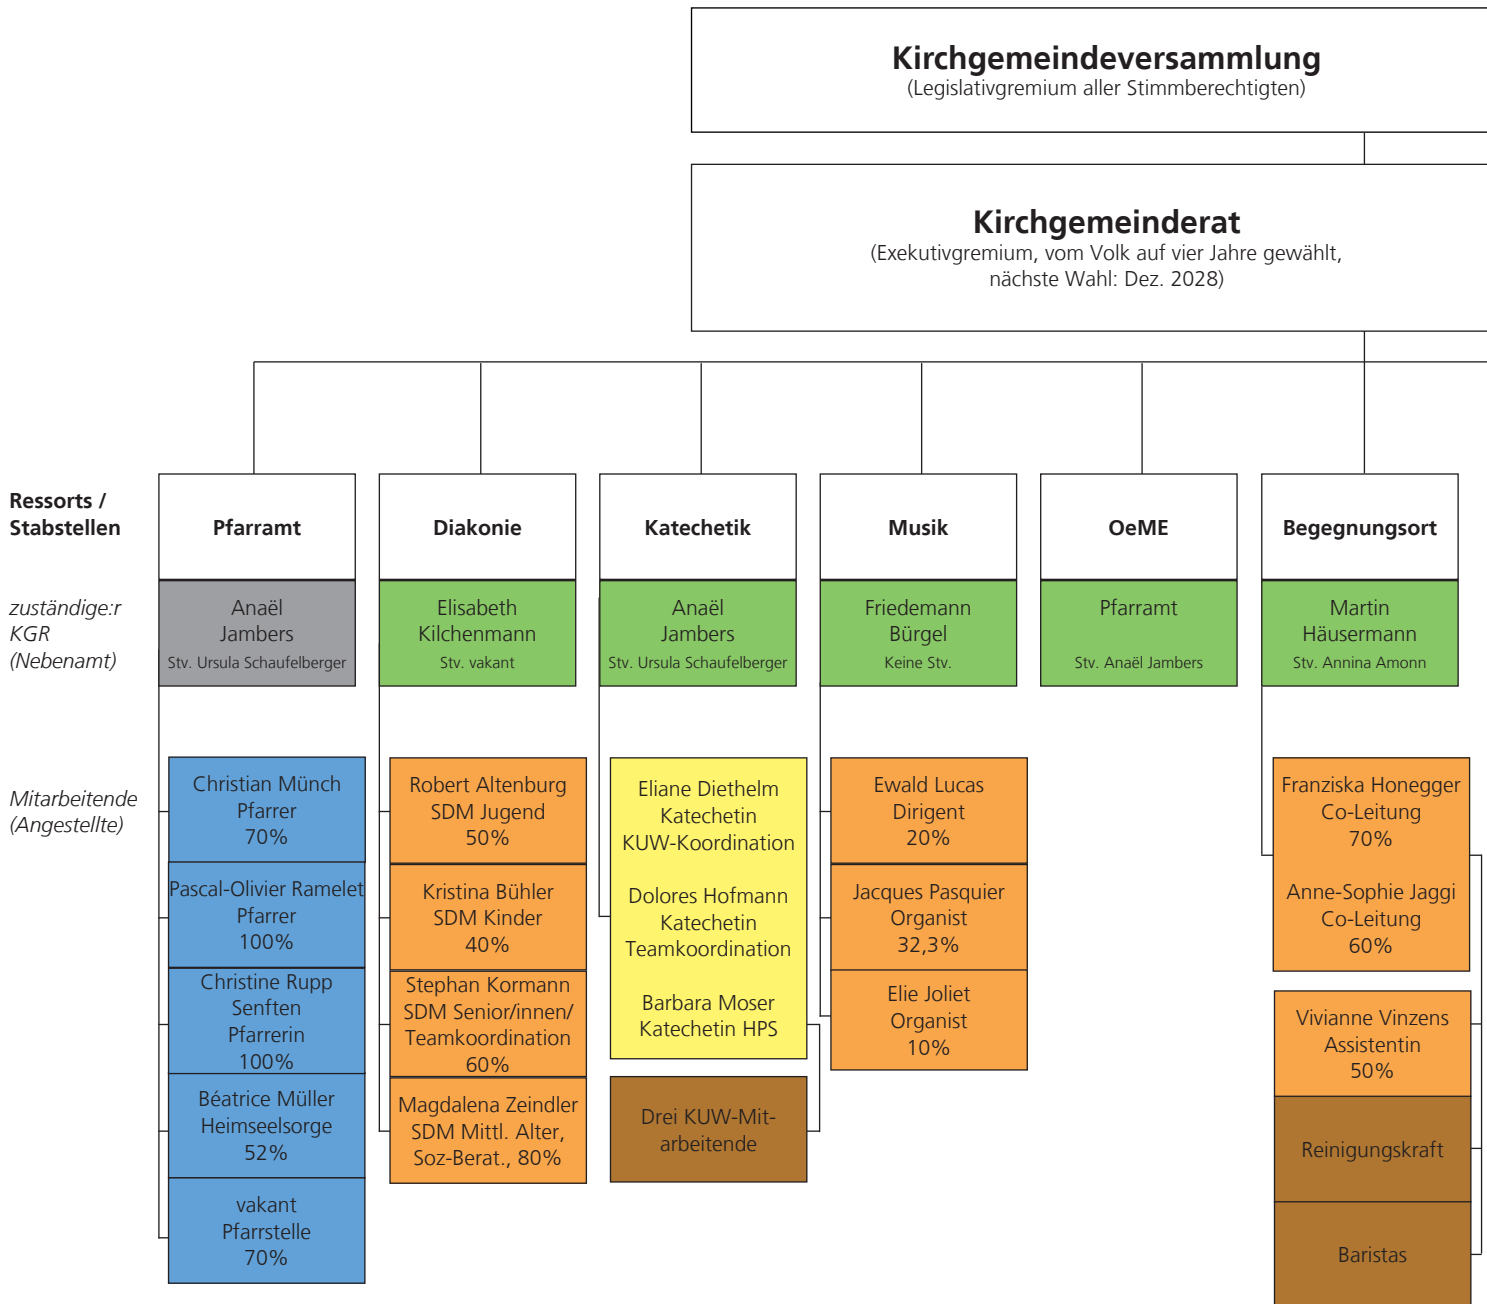 Kirchgemeindeversammlung
(Legislativgremium aller Stimmberechtigten)
Kirchgemeinderat
(Exekutivgremium, vom Volk auf vier Jahre gewählt,
nächste Wahl: Dez. 2028)
Ressorts /
Stabstellen
Pfarramt
Diakonie
Katechetik
Musik
OeME
Begegnungsort
zuständige:r
KGR
(Nebenamt)
Anaël
Jambers
Stv. Ursula Schaufelberger
Elisabeth
Kilchenmann
Stv. vakant
Anaël
Jambers
Stv. Ursula Schaufelberger
Friedemann
Bürgel
Keine Stv.
Pfarramt
Stv. Anaël Jambers
Martin
Häusermann
Stv. Annina Amonn
Mitarbeitende
(Angestellte)
Christian Münch
Pfarrer
70%
Pascal-Olivier Ramelet
Pfarrer
100%
Christine Rupp
Senften
Pfarrerin
100%
Béatrice Müller
Heimseelsorge
52%
vakant
Pfarrstelle
70%
Robert Altenburg
SDM Jugend
50%
Kristina Bühler
SDM Kinder
40%
Stephan Kormann
SDM Senior/innen/
Teamkoordination
60%
Magdalena Zeindler
SDM Mittl. Alter,
Soz-Berat., 80%
Eliane Diethelm
Katechetin
KUW-Koordination
Dolores Hofmann
Katechetin
Teamkoordination
Barbara Moser
Katechetin HPS
Drei KUW-Mit-
arbeitende
Ewald Lucas
Dirigent
20%
Jacques Pasquier
Organist
32,3%
Elie Joliet
Organist
10%
Franziska Honegger
Co-Leitung
70%
Anne-Sophie Jaggi
Co-Leitung
60%
Vivianne Vinzens
Assistentin
50%
Reinigungskraft
Baristas